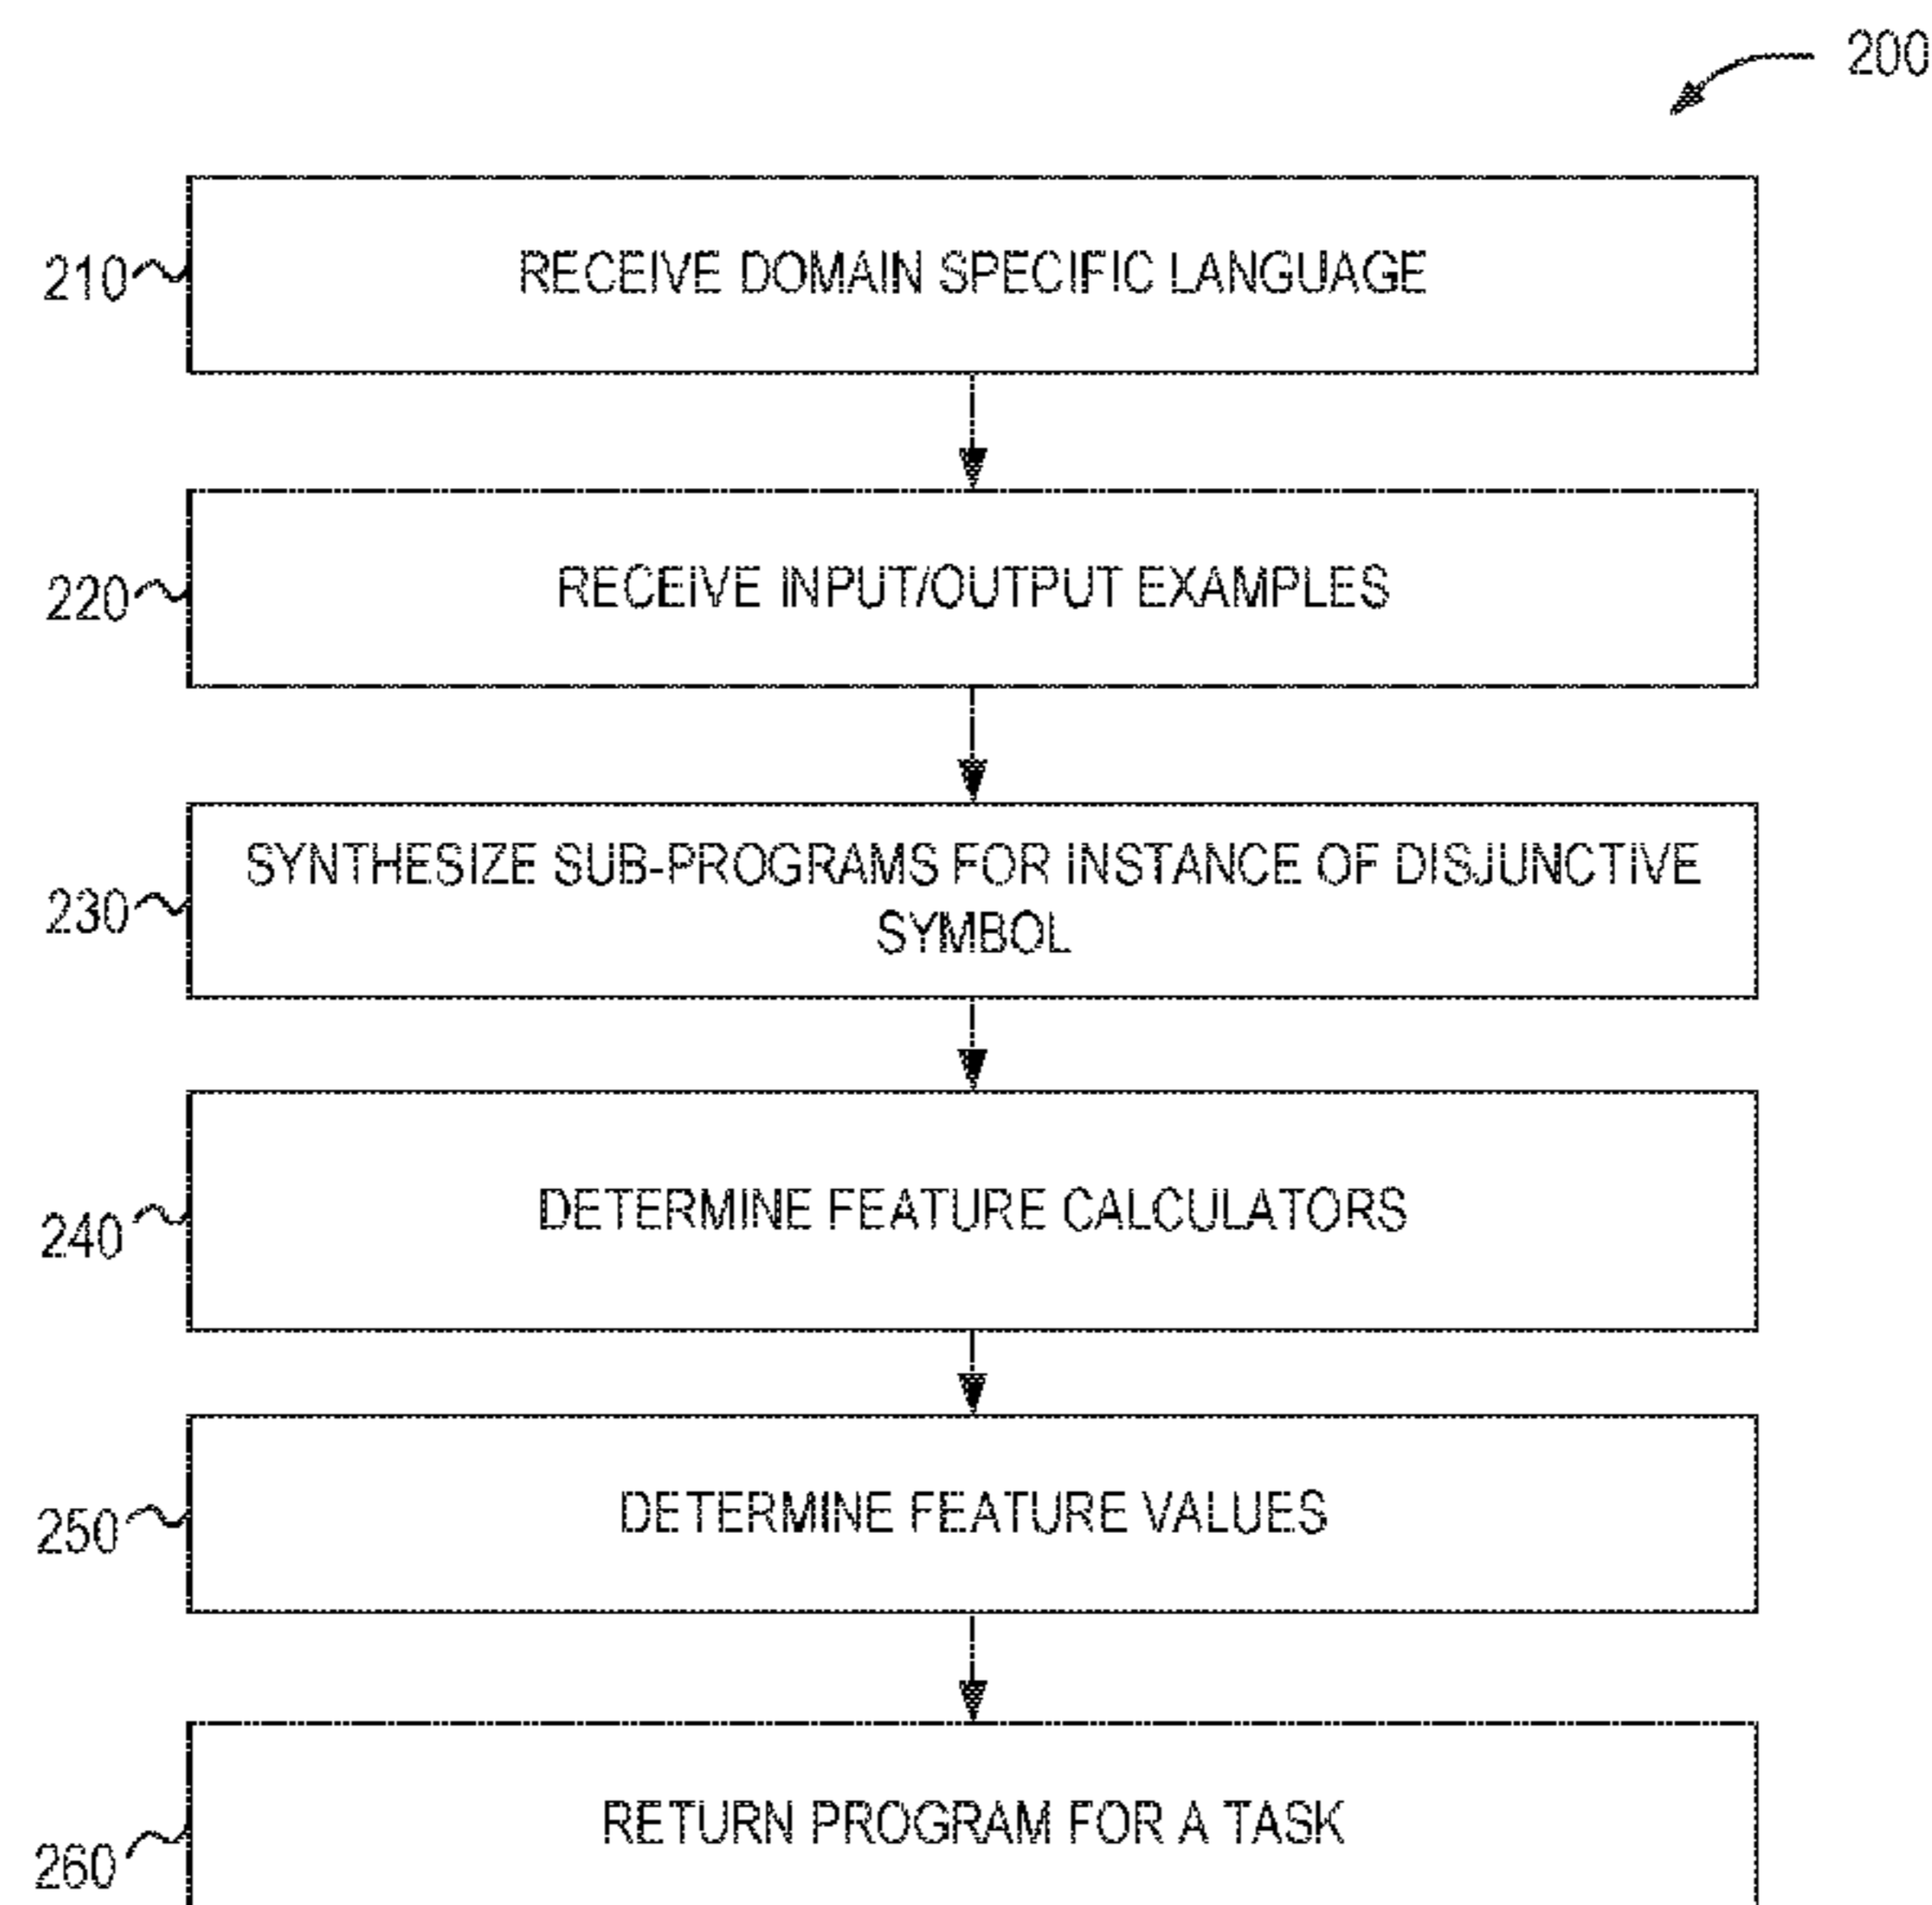 200
210
RECEIVE DOMAIN SPECIFIC LANGUAGE
220
RECEIVE INPUT/OUTPUT EXAMPLES
230
SYNTHESIZE SUB-PROGRAMS FOR INSTANCE OF DISJUNCTIVE
SYMBOL
240
DETERMINE FEATURE CALCULATORS
250
DETERMINE FEATURE VALUES
260
RETURN PROGRAM FOR A TASK